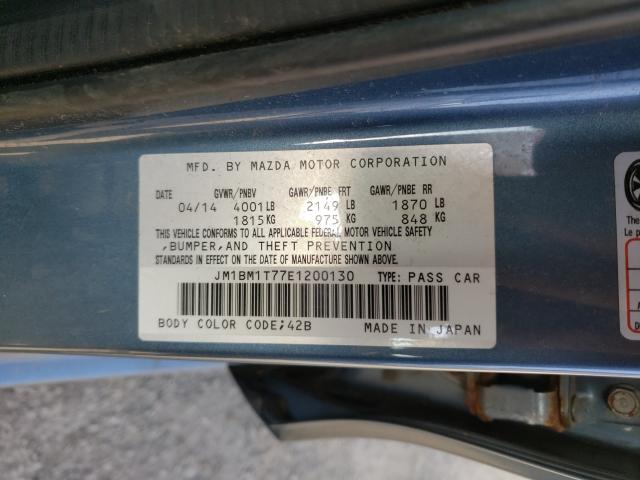 MFD. BY MAZDA MOTOR CORPORATION
DATE GVWR/PNBV GAWR/PNBE FRT GAWR/PNBE RR
04/14 4001 LB 2149 LB 1870 LB
1815 KG 975 KG 848 KG
THIS VEHICLE CONFORMS TO ALL APPLICABLE FEDERAL MOTOR VEHICLE SAFETY
,BUMPER,AND THEFT PREVENTION
STANDARDS IN EFFECT ON THE DATE OF MANUFACTURE SHOWN ABOVE.
JM1BM1T77E1200130 TYPE: PASS CAR
BODY COLOR CODE;42B MADE IN JAPAN
The
Le p